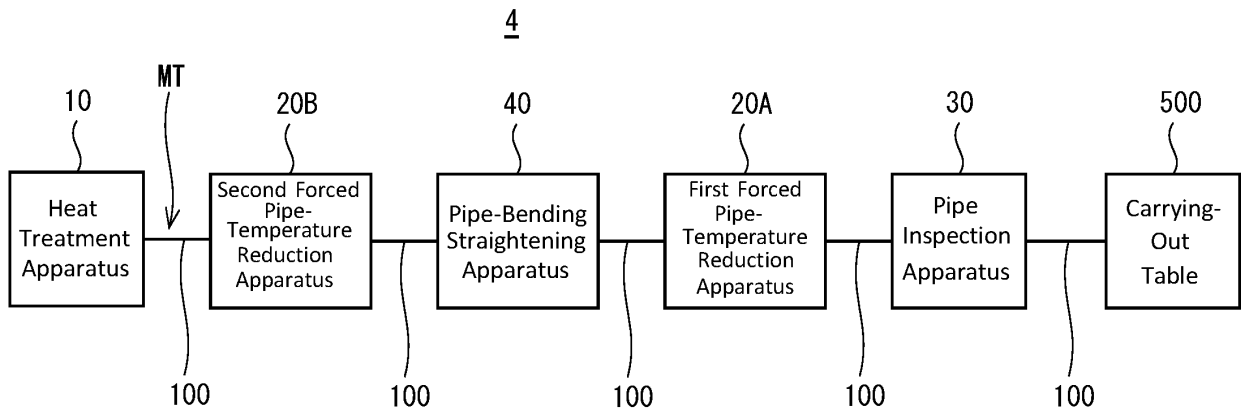 4
MT
10
20B
40
20A
30
500
Heat
Treatment
Apparatus
Second Forced
Pipe-
Temperature
Reduction
Apparatus
Pipe-Bending
Straightening
Apparatus
First Forced
Pipe-
Temperature
Reduction
Apparatus
Pipe
Inspection
Apparatus
Carrying-
Out
Table
100
100
100
100
100